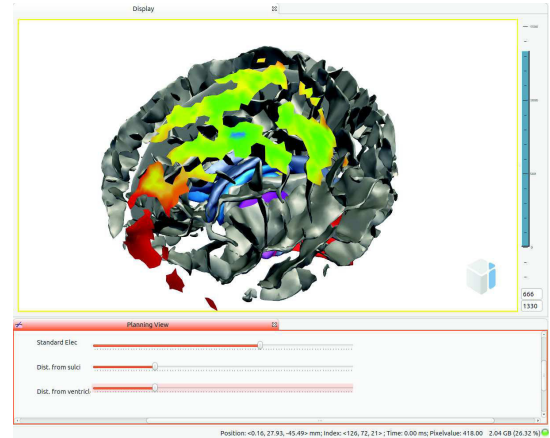 Display
666
1330
Planning View
Standard Elec
Dist. from sulci
Dist. from ventricl
Position: <0.16, 27.93, -45.49> mm; Index: <126, 72, 21> ; Time: 0.00 ms; Pixelvalue: 418.00 2.04 GB (26.32 %)